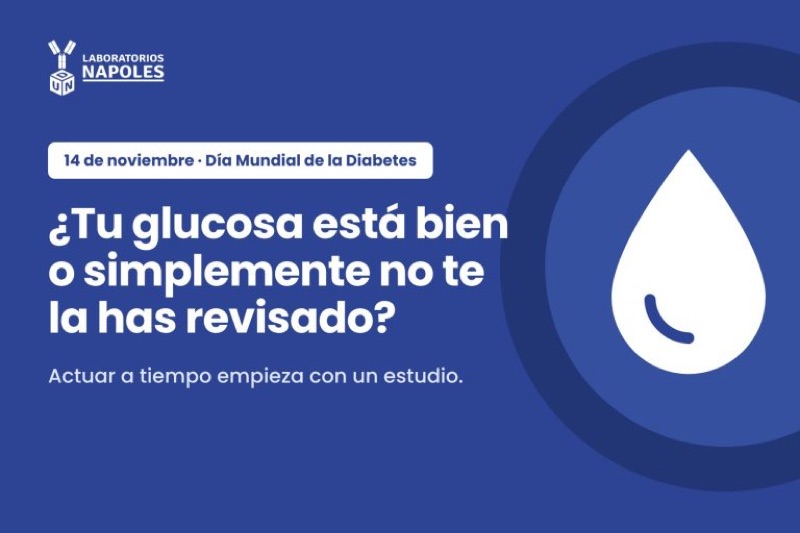 LABORATORIOS
NAPOLES
14 de noviembre · Día Mundial de la Diabetes
¿Tu glucosa está bien
o simplemente no te
la has revisado?
Actuar a tiempo empieza con un estudio.